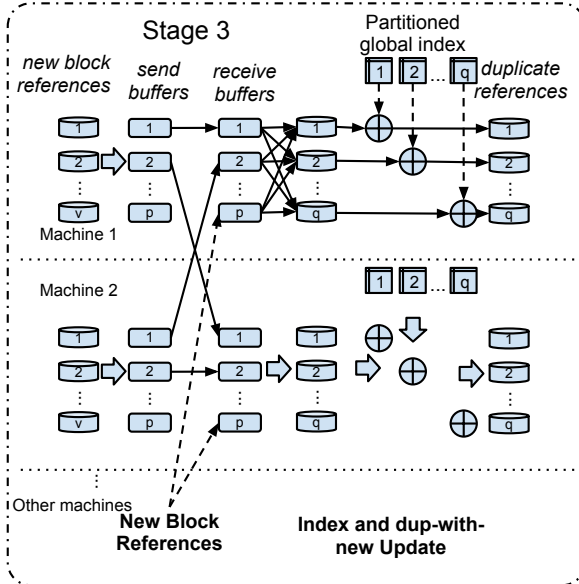 Stage 3
Partitioned
global index
new block
references
send
buffers
receive
buffers
1 2 ... q
duplicate
references
1 1 1 1 1
2 2 2 2 2
v p p q q
Machine 1
Machine 2
1 2 ... q
1 1 1 1 1
2 2 2 2 2
v p p q q
Other machines
New Block
References
Index and dup-with-
new Update